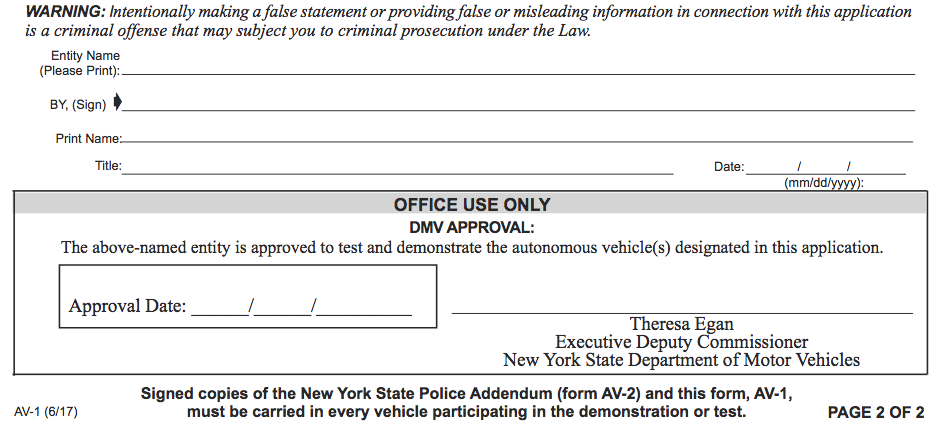 WARNING: Intentionally making a false statement or providing false or misleading information in connection with this application
is a criminal offense that may subject you to criminal prosecution under the Law.
Entity Name
(Please Print):
BY, (Sign)
Print Name:
Title:
Date: / /
(mm/dd/yyyy):
OFFICE USE ONLY
DMV APPROVAL:
The above-named entity is approved to test and demonstrate the autonomous vehicle(s) designated in this application.
Approval Date: ______/______/__________
Theresa Egan
Executive Deputy Commissioner
New York State Department of Motor Vehicles
Signed copies of the New York State Police Addendum (form AV-2) and this form, AV-1,
must be carried in every vehicle participating in the demonstration or test.
AV-1 (6/17)
PAGE 2 OF 2